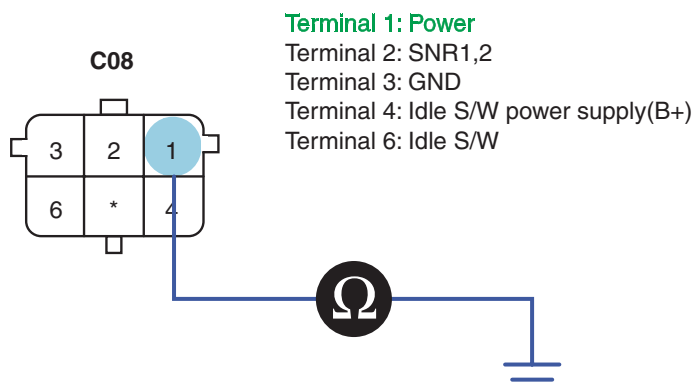 Terminal 1: Power
Terminal 2: SNR1,2
Terminal 3: GND
Terminal 4: Idle S/W power supply(B+)
Terminal 6: Idle S/W
C08
3 2 1
6 * 4
Ω